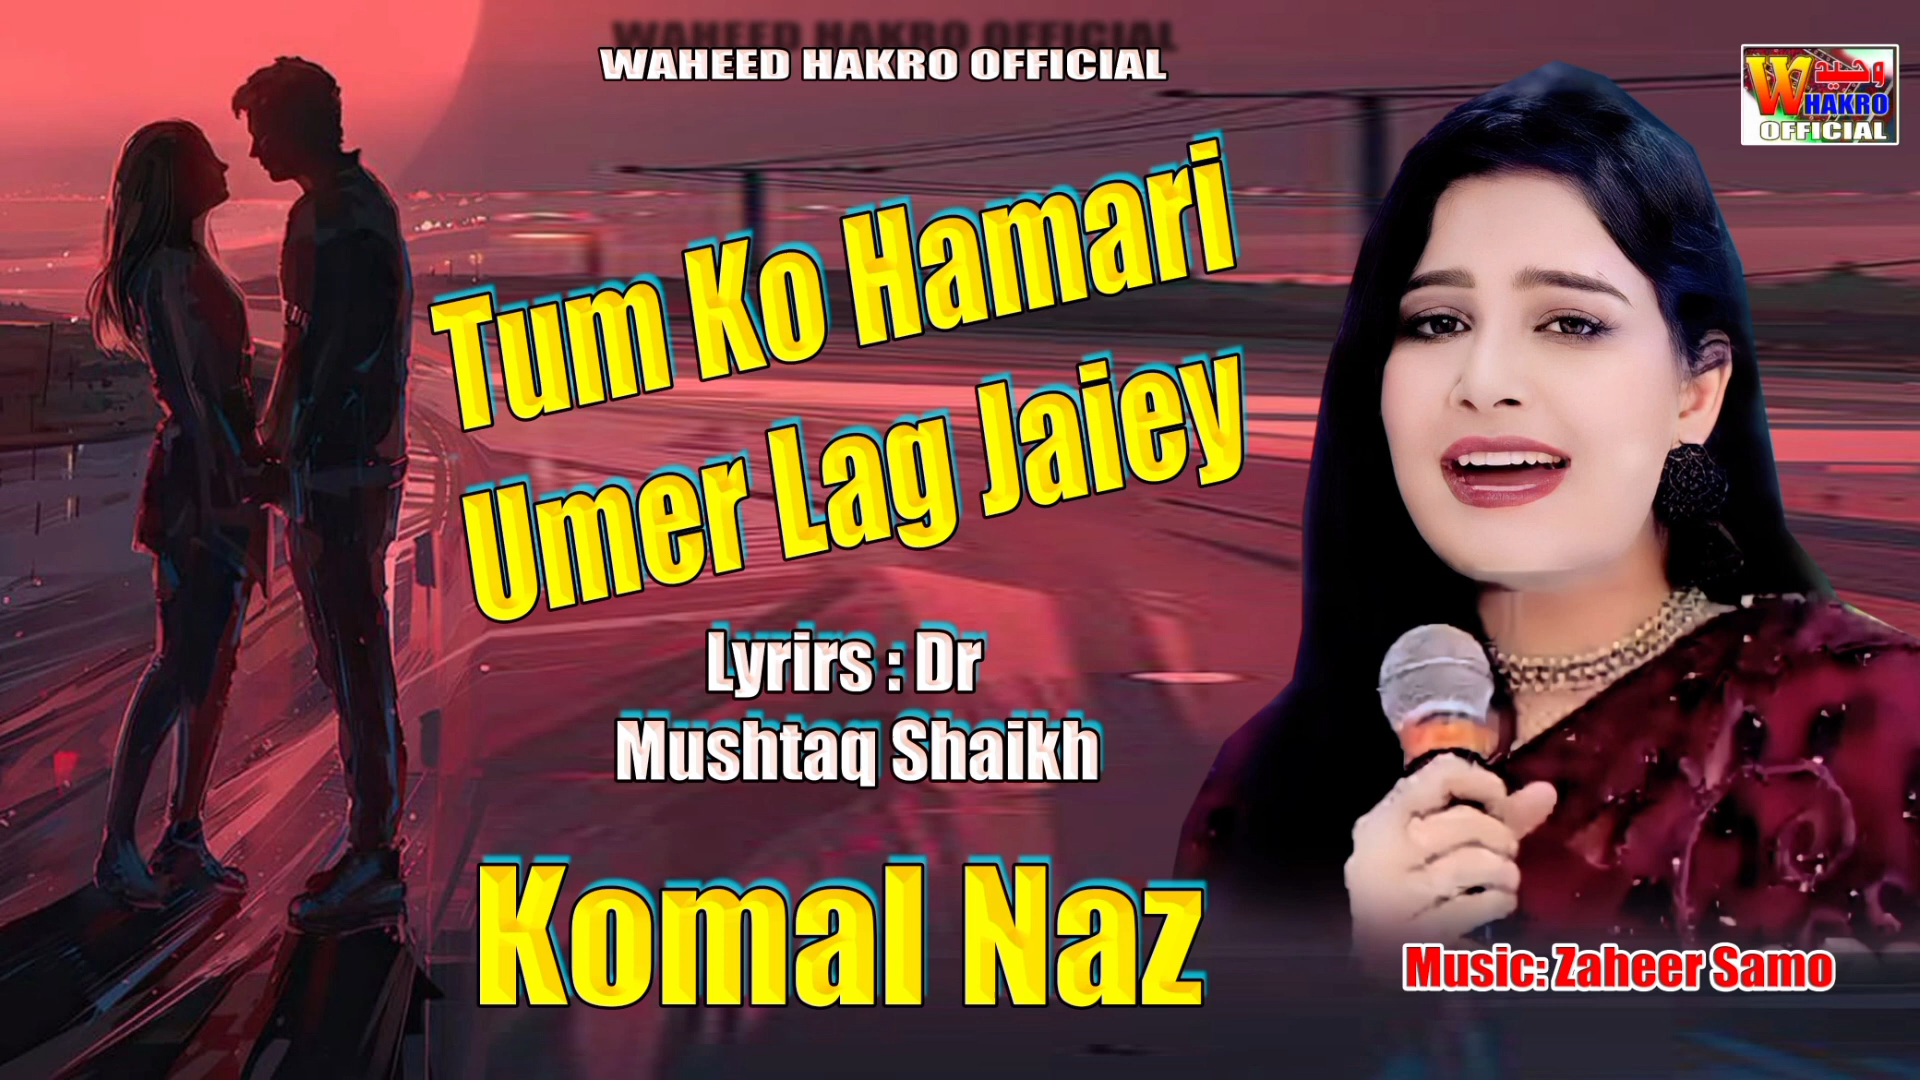 WAHEED HAKRO OFFICIAL
وحيد
W HAKRO
OFFICIAL
Tum Ko Hamari
Umer Lag Jaiey
Lyrirs : Dr
Mushtaq Shaikh
Komal Naz
Music: Zaheer Samo